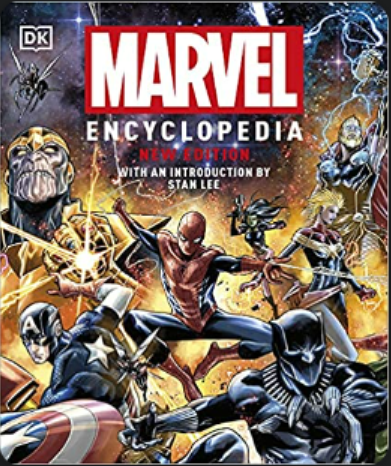 DK
MARVEL
ENCYCLOPEDIA
NEW EDITION
WITH AN INTRODUCTION BY
STAN LEE